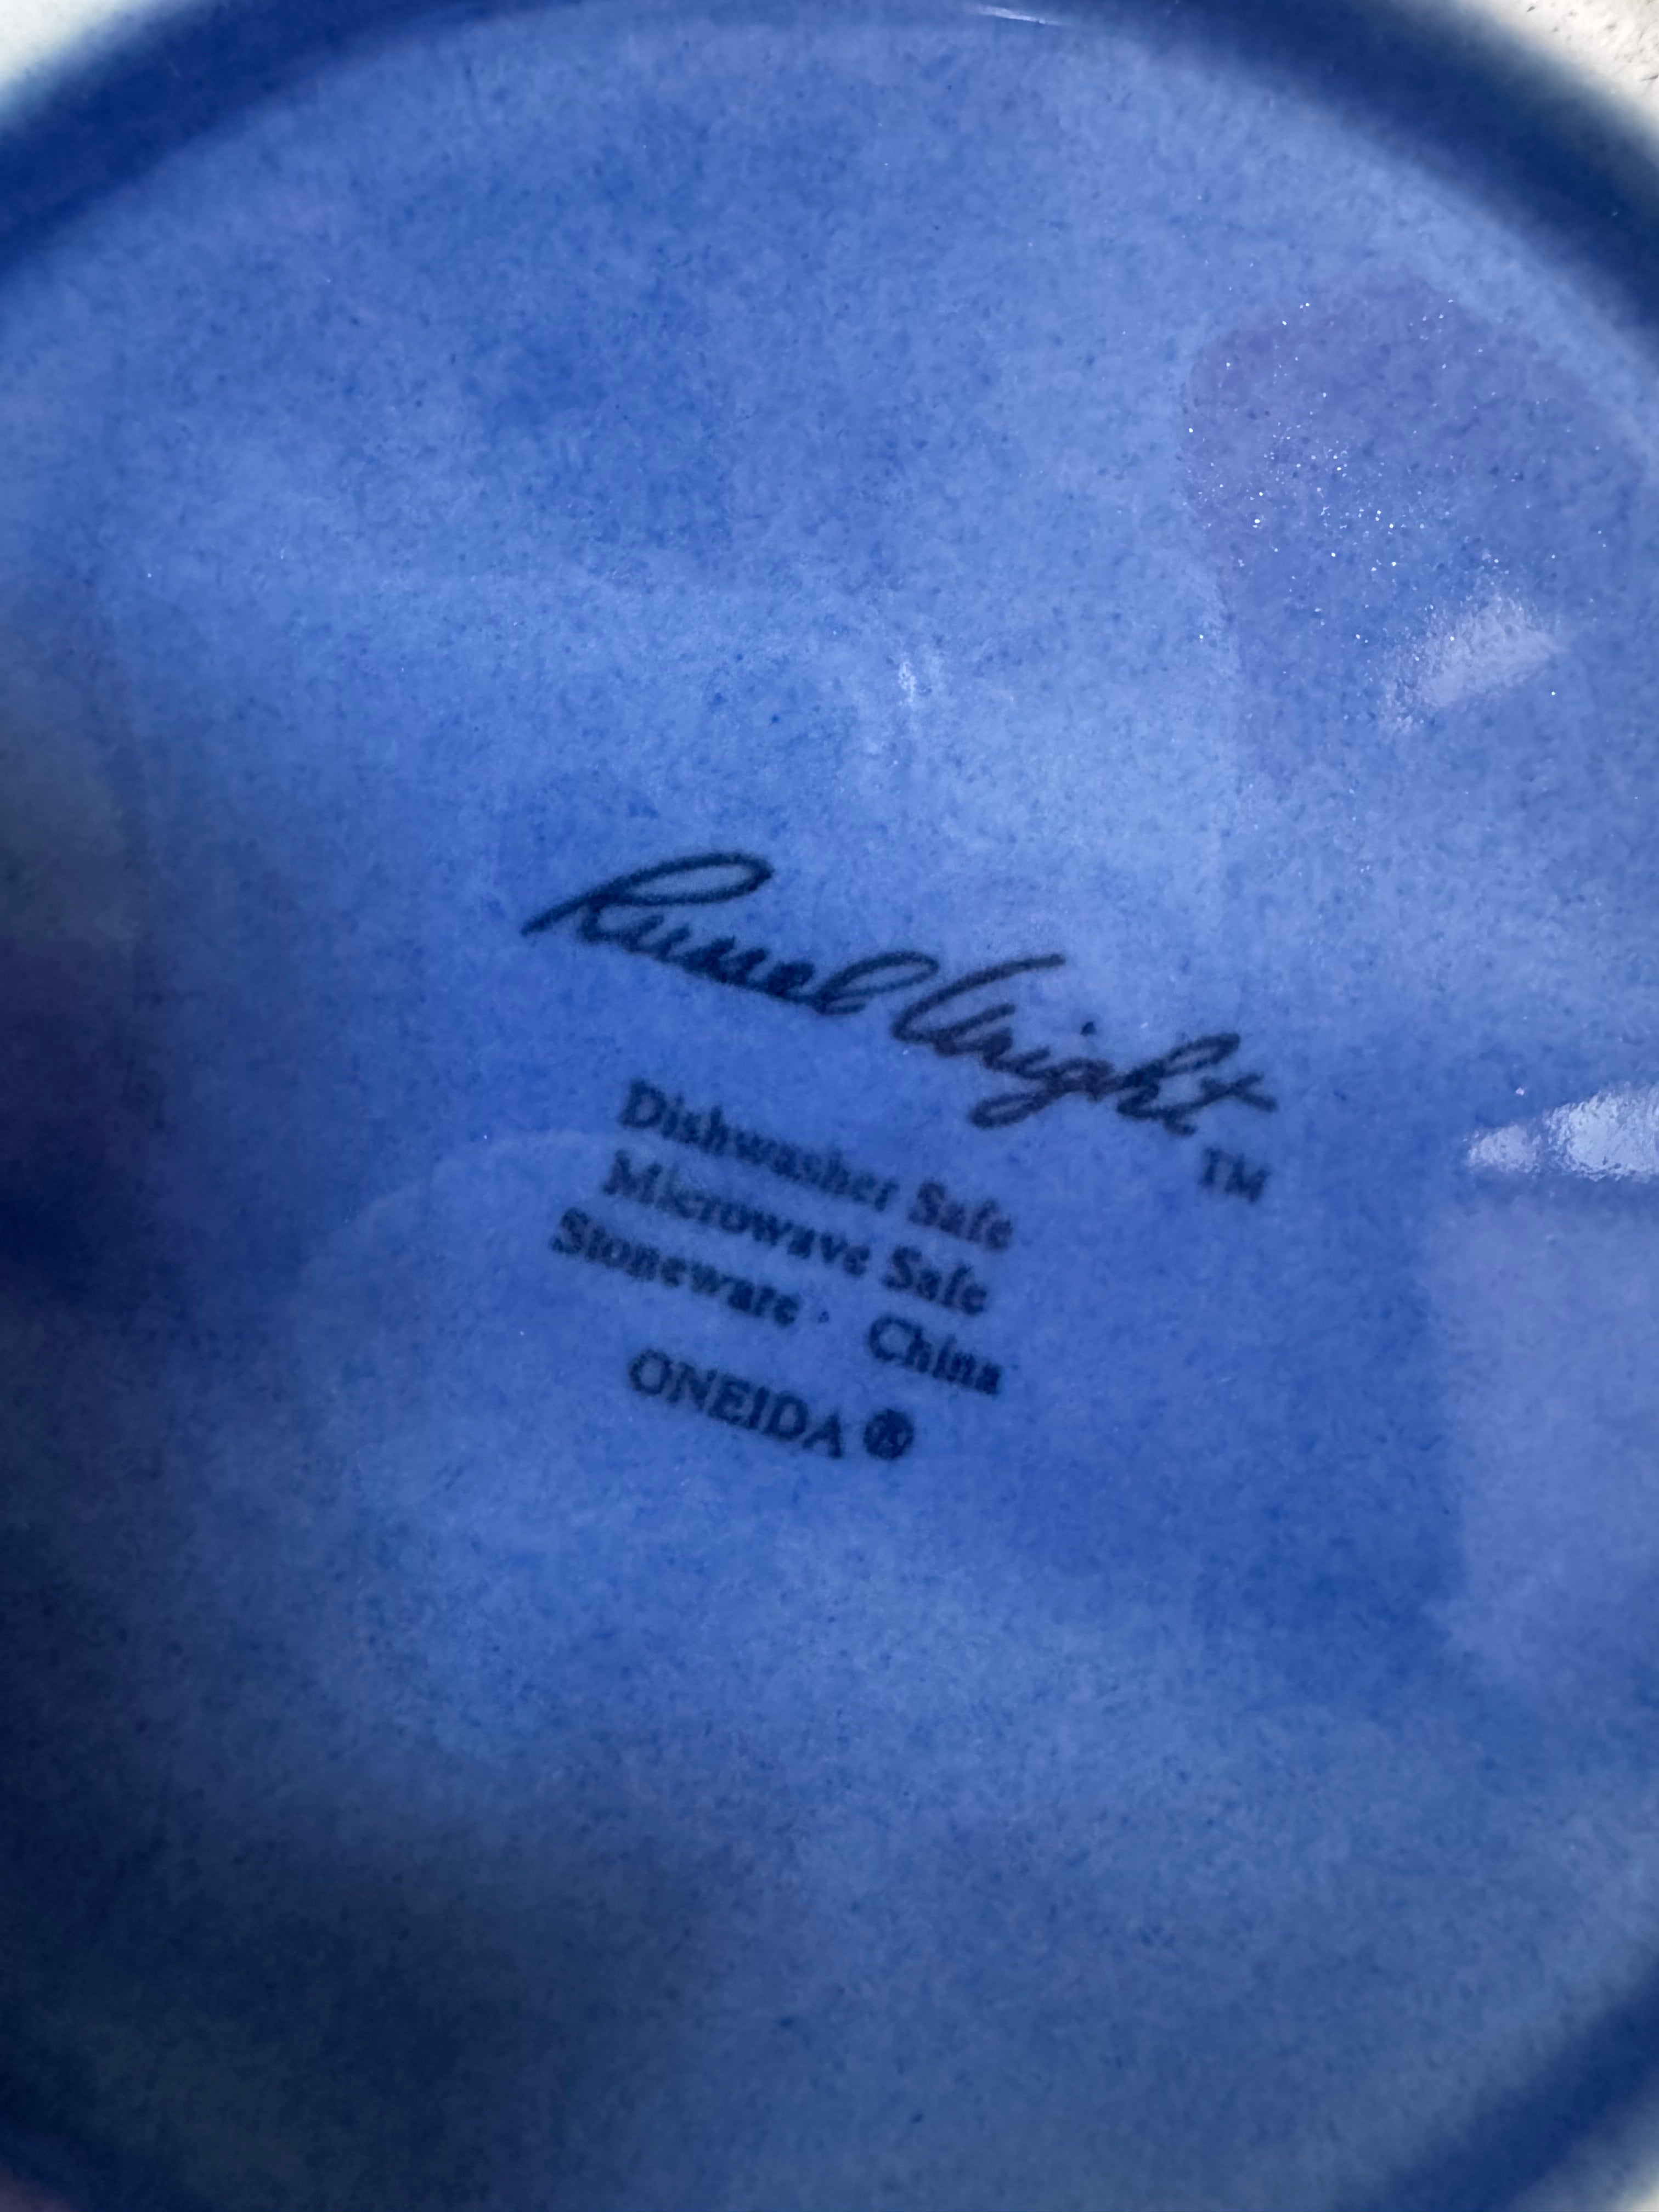 Russel Wright
TM
Dishwasher Safe
Microwave Safe
Stoneware · China
ONEIDA ®